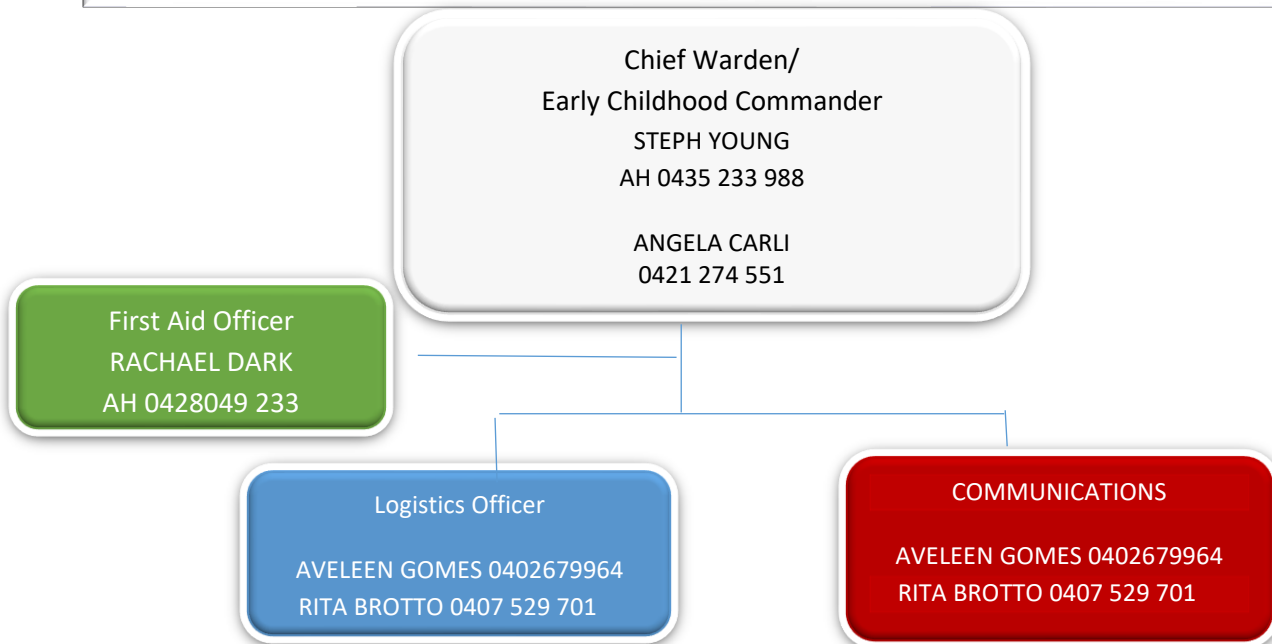 Chief Warden/
Early Childhood Commander
STEPH YOUNG
AH 0435 233 988
ANGELA CARLI
0421 274 551
First Aid Officer
RACHAEL DARK
AH 0428049 233
Logistics Officer
AVELEEN GOMES 0402679964
RITA BROTTO 0407 529 701
COMMUNICATIONS
AVELEEN GOMES 0402679964
RITA BROTTO 0407 529 701